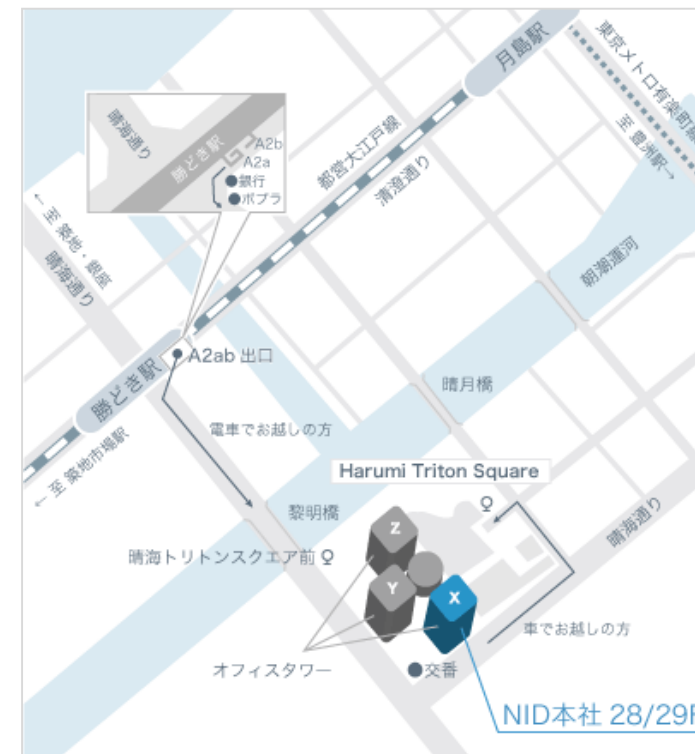 月島駅
東京メトロ有楽町
至 豊洲駅→
都営大江戸線
清澄通り
晴海通り
勝どき駅
A2b
A2a
●銀行
●ポプラ
← 至 築地・銀座
晴海通り
朝潮運河
A2ab 出口
勝どき駅
← 至 築地市場駅
晴月橋
電車でお越しの方
Harumi Triton Square
黎明橋
晴海通り
晴海トリトンスクエア前
Z
Y
X
車でお越しの方
オフィスタワー
●交番
NID本社 28/29F